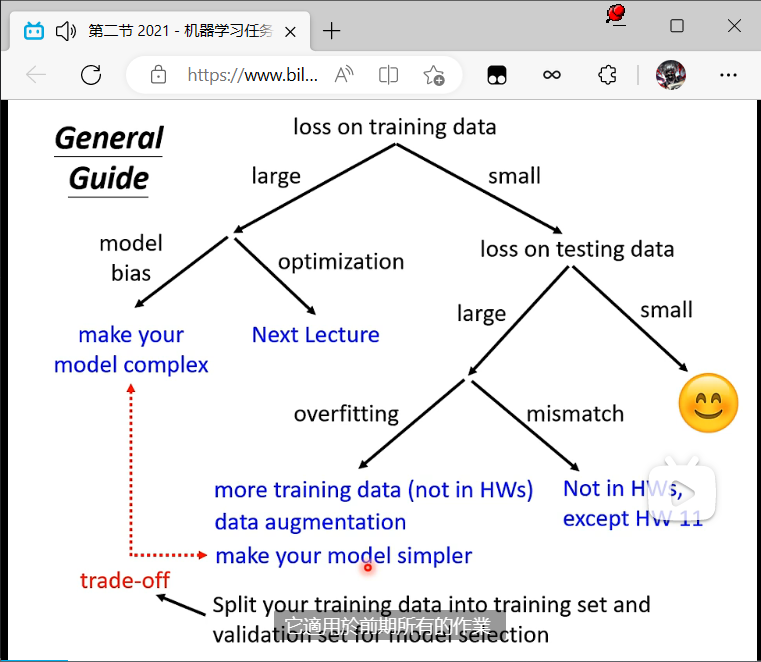 第二节 2021 - 机器学习任务
https://www.bil...
General
Guide
loss on training data
large
small
model
bias
optimization
loss on testing data
make your
model complex
Next Lecture
large
small
overfitting
mismatch
more training data (not in HWs)
data augmentation
make your model simpler
Not in HWs,
except HW 11
trade-off
Split your training data into training set and
validation set for model selection
它適用於前期所有的作業